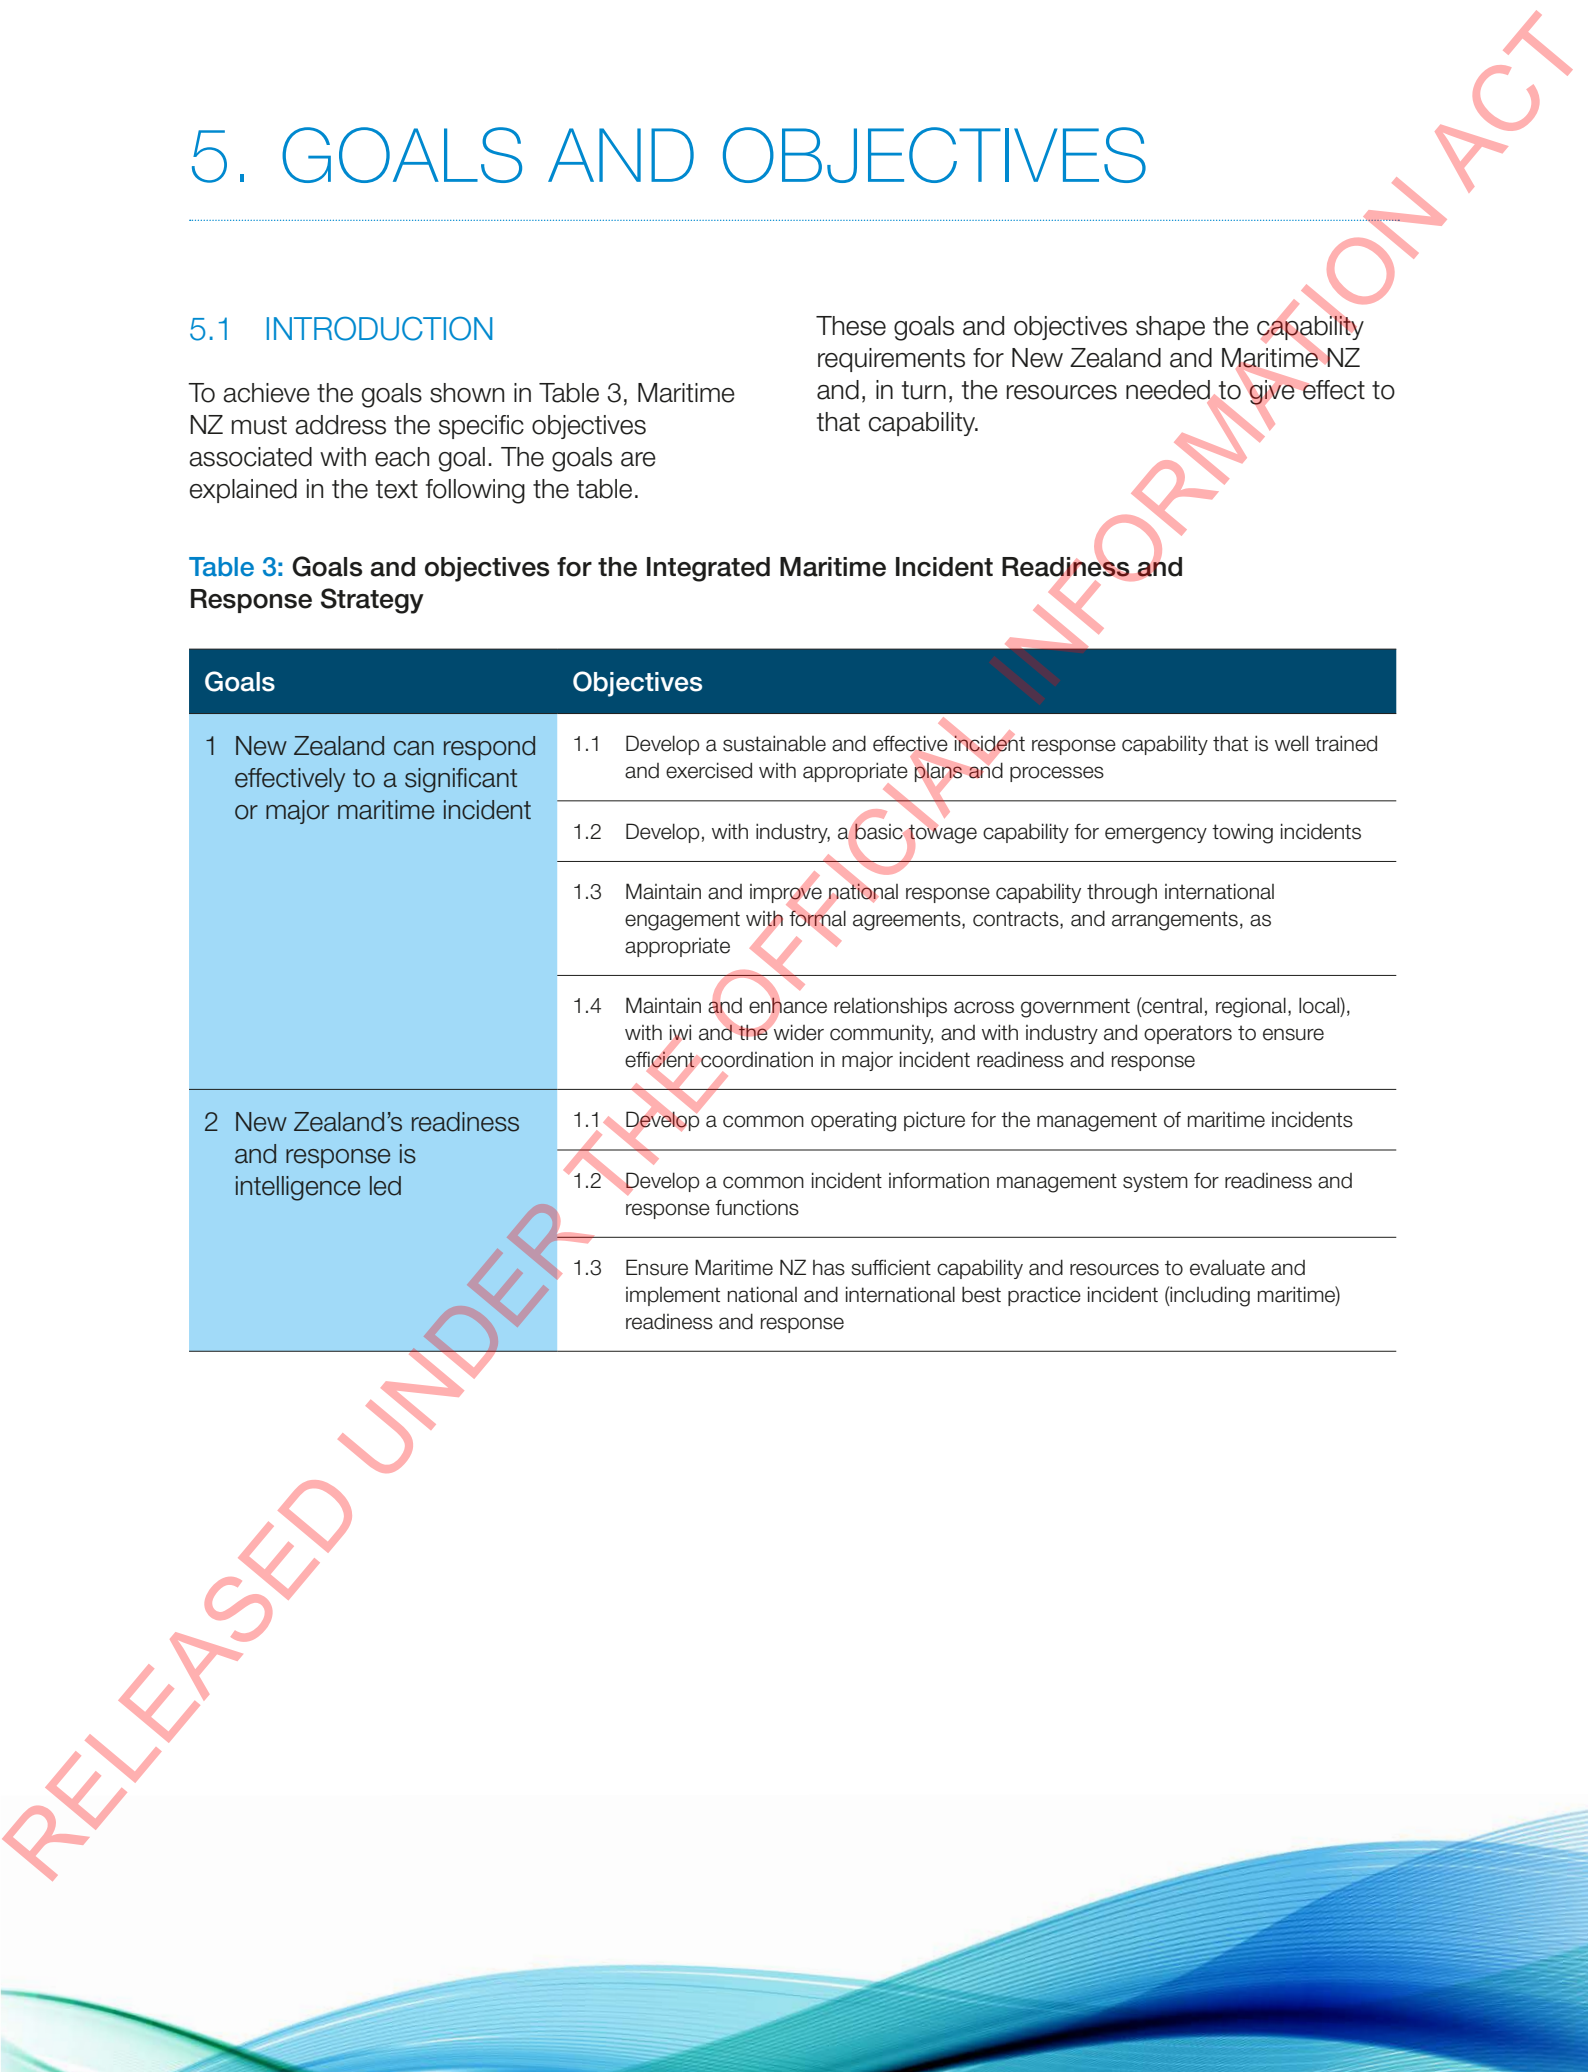 5. GOALS AND OBJECTIVES
5.1 INTRODUCTION
To achieve the goals shown in Table 3, Maritime
NZ must address the specific objectives
associated with each goal. The goals are
explained in the text following the table.
These goals and objectives shape the capability
requirements for New Zealand and Maritime NZ
and, in turn, the resources needed to give effect to
that capability.
Table 3: Goals and objectives for the Integrated Maritime Incident Readiness and
Response Strategy
Goals
Objectives
1 New Zealand can respond
effectively to a significant
or major maritime incident
1.1 Develop a sustainable and effective incident response capability that is well trained
and exercised with appropriate plans and processes
1.2 Develop, with industry, a basic towage capability for emergency towing incidents
1.3 Maintain and improve national response capability through international
engagement with formal agreements, contracts, and arrangements, as
appropriate
1.4 Maintain and enhance relationships across government (central, regional, local),
with iwi and the wider community, and with industry and operators to ensure
efficient coordination in major incident readiness and response
2 New Zealand's readiness
and response is
intelligence led
1.1 Develop a common operating picture for the management of maritime incidents
1.2 Develop a common incident information management system for readiness and
response functions
1.3 Ensure Maritime NZ has sufficient capability and resources to evaluate and
implement national and international best practice incident (including maritime)
readiness and response
RELEASED UNDER THE OFFICIAL INFORMATION ACT